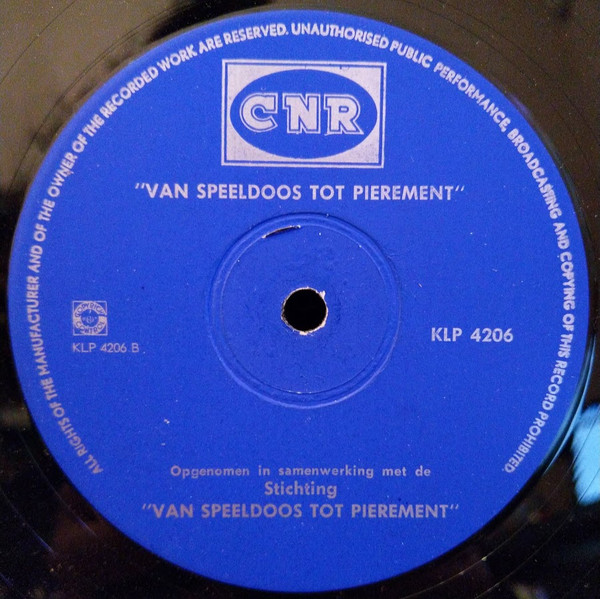 ALL RIGHTS OF THE MANUFACTURER AND OF THE OWNER OF THE RECORDED WORK ARE RESERVED. UNAUTHORISED PUBLIC PERFORMANCE, BROADCASTING AND COPYING OF THIS RECORD PROHIBITED.
CNR
"VAN SPEELDOOS TOT PIEREMENT"
KLP 4206
KLP 4206 B
Opgenomen in samenwerking met de
Stichting
"VAN SPEELDOOS TOT PIEREMENT"